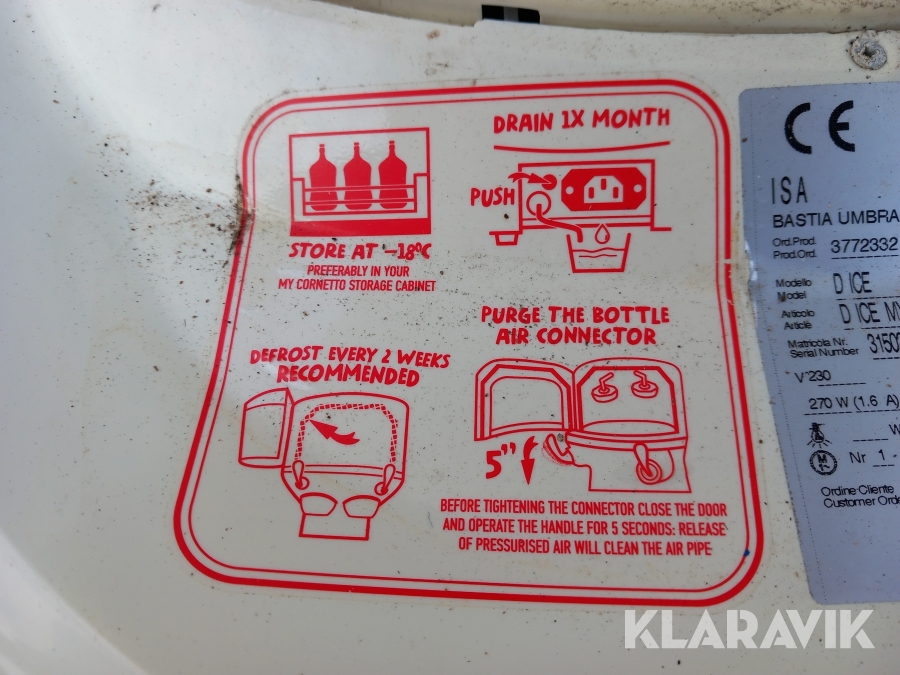 DRAIN 1X MONTH
PUSH
STORE AT -18°C
PREFERABLY IN YOUR
MY CORNETTO STORAGE CABINET
PURGE THE BOTTLE
AIR CONNECTOR
DEFROST EVERY 2 WEEKS
RECOMMENDED
5"
BEFORE TIGHTENING THE CONNECTOR CLOSE THE DOOR
AND OPERATE THE HANDLE FOR 5 SECONDS: RELEASE
OF PRESSURISED AIR WILL CLEAN THE AIR PIPE
CE
ISA
BASTIA UMBRA
Ord.Prod.
Prod.Ord. 3772332
Modello
Model D ICE
Articolo
Article D ICE
Matricola Nr.
Serial Number
V 230
270 W (1.6 A)
W
M Nr 1 -
Ordine Cliente
Customer
KLARAVIK